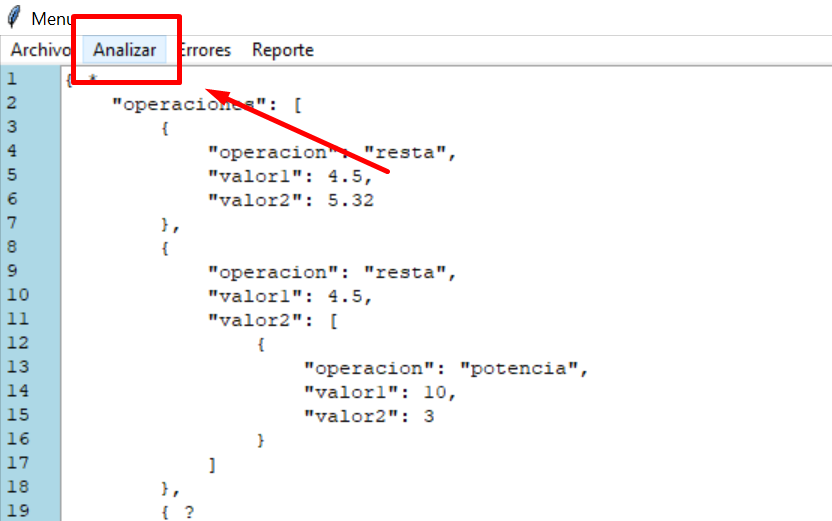 Menu
Archivo Analizar Errores Reporte
1 { *
2 "operaciones": [
3 {
4 "operacion": "resta",
5 "valor1": 4.5,
6 "valor2": 5.32
7 },
8 {
9 "operacion": "resta",
10 "valor1": 4.5,
11 "valor2": [
12 {
13 "operacion": "potencia",
14 "valor1": 10,
15 "valor2": 3
16 }
17 ]
18 },
19 { ?